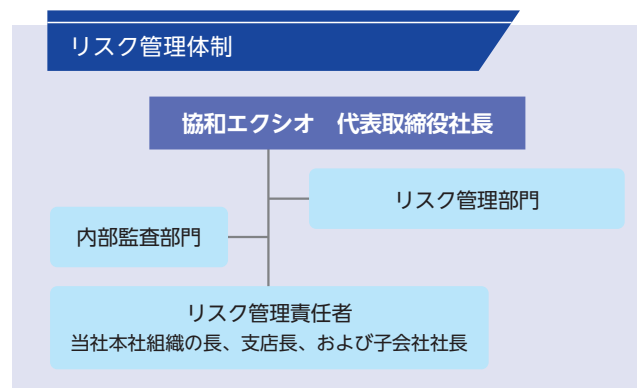 リスク管理体制
協和エクシオ　代表取締役社長
リスク管理部門
内部監査部門
リスク管理責任者
当社本社組織の長、支店長、および子会社社長